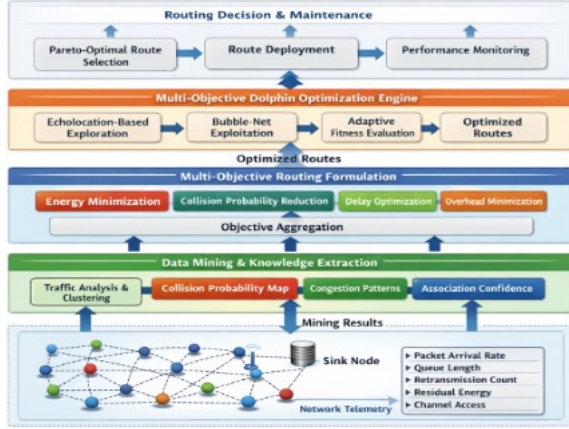 Routing Decision & Maintenance
Pareto-Optimal Route
Selection
Route Deployment
Performance Monitoring
Multi-Objective Dolphin Optimization Engine
Echolocation-Based
Exploration
Bubble-Net
Exploitation
Adaptive
Fitness Evaluation
Optimized
Routes
Optimized Routes
Multi-Objective Routing Formulation
Energy Minimization
Collision Probability Reduction
Delay Optimization
Overhead Minimization
Objective Aggregation
Data Mining & Knowledge Extraction
Traffic Analysis &
Clustering
Collision Probability Map
Congestion Patterns
Association Confidence
Mining Results
Sink Node
Packet Arrival Rate
Queue Length
Retransmission Count
Residual Energy
Channel Access
Network Telemetry